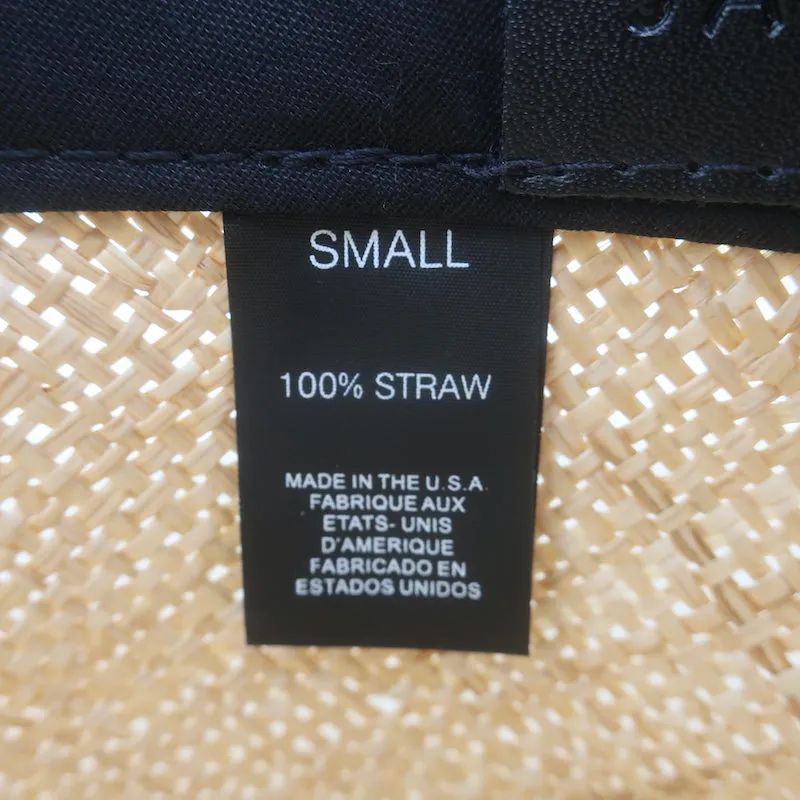 SMALL
100% STRAW
MADE IN THE U.S.A.
FABRIQUE AUX
ETATS- UNIS
D'AMERIQUE
FABRICADO EN
ESTADOS UNIDOS